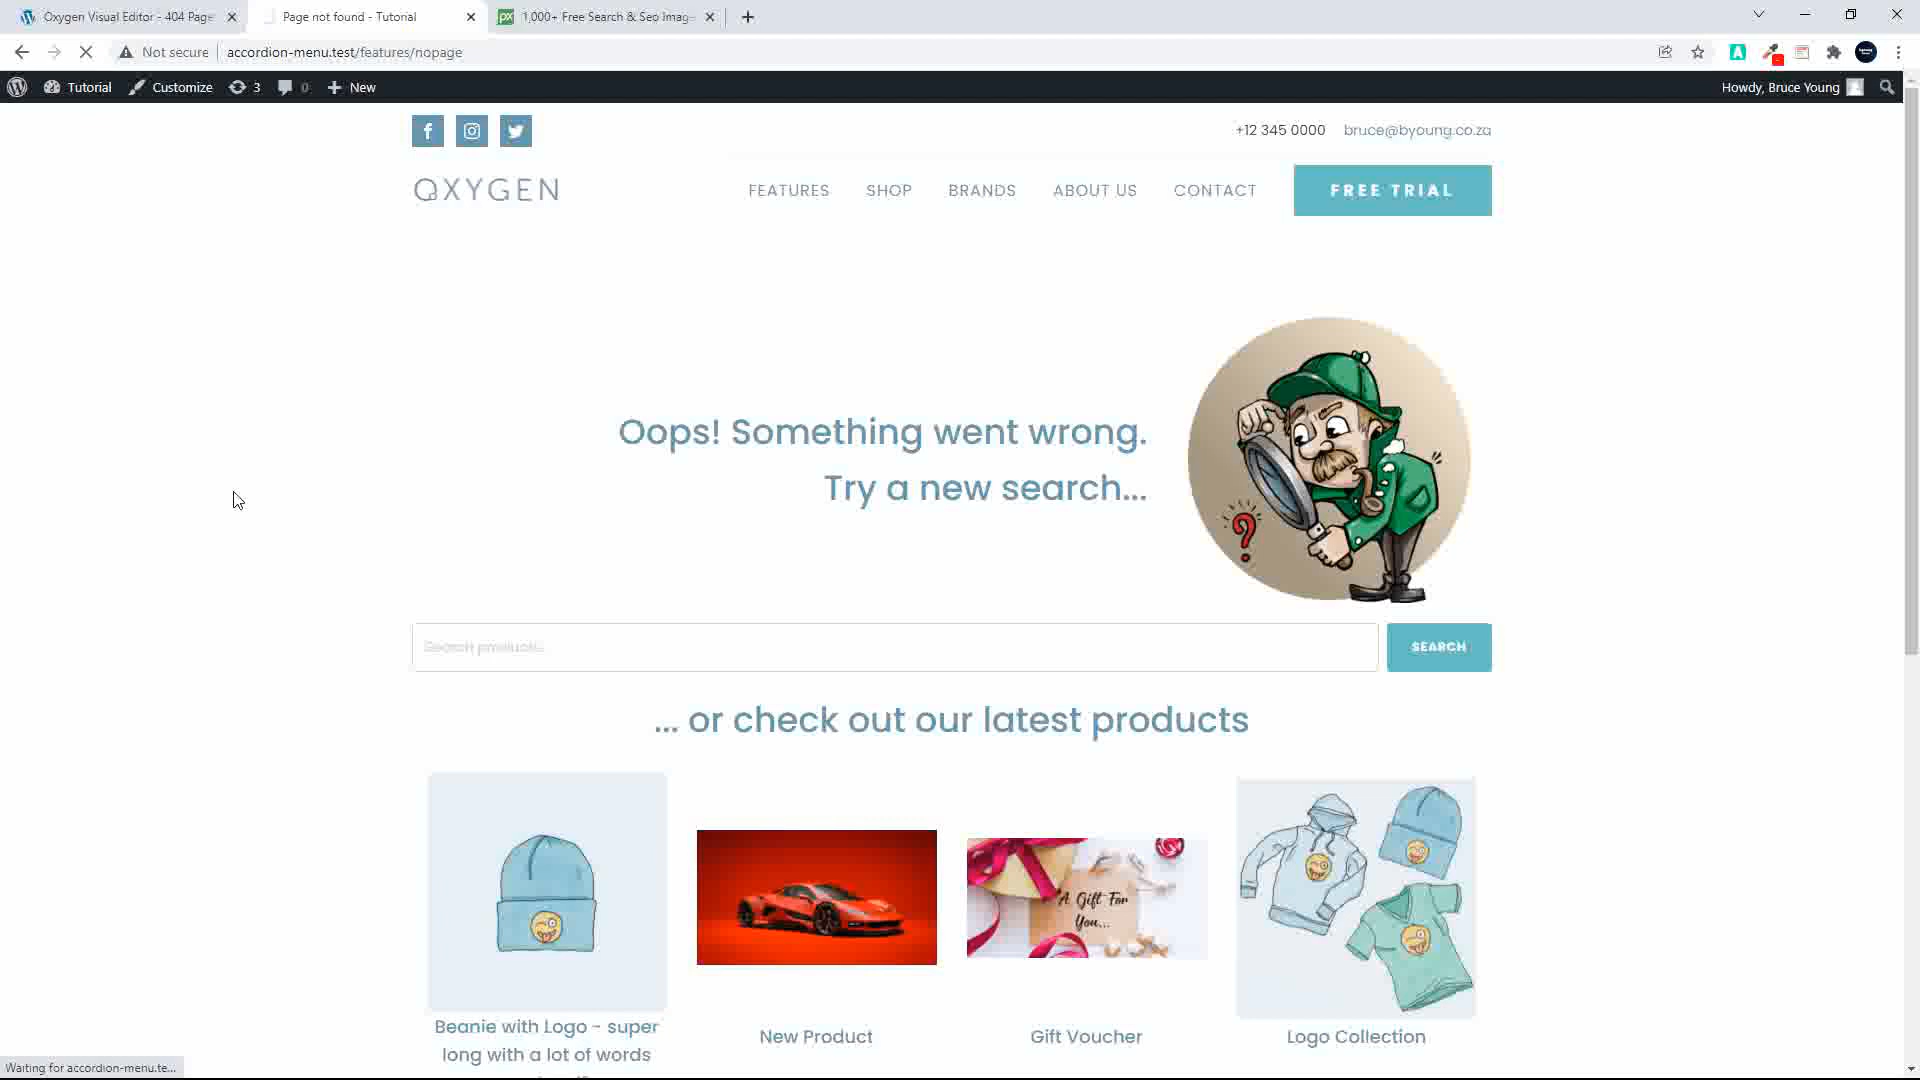 Oxygen Visual Editor - 404 Page
Page not found - Tutorial
1,000+ Free Search & Seo Imag
Not secure
accordion-menu.test/features/nopage
Tutorial
Customize
3
0
New
Howdy, Bruce Young
+12 345 0000
bruce@byoung.co.za
OXYGEN
FEATURES
SHOP
BRANDS
ABOUT US
CONTACT
FREE TRIAL
Oops! Something went wrong.
Try a new search...
?
Search products...
SEARCH
... or check out our latest products
A Gift For
You...
Beanie with Logo - super
long with a lot of words
New Product
Gift Voucher
Logo Collection
Waiting for accordion-menu.te...